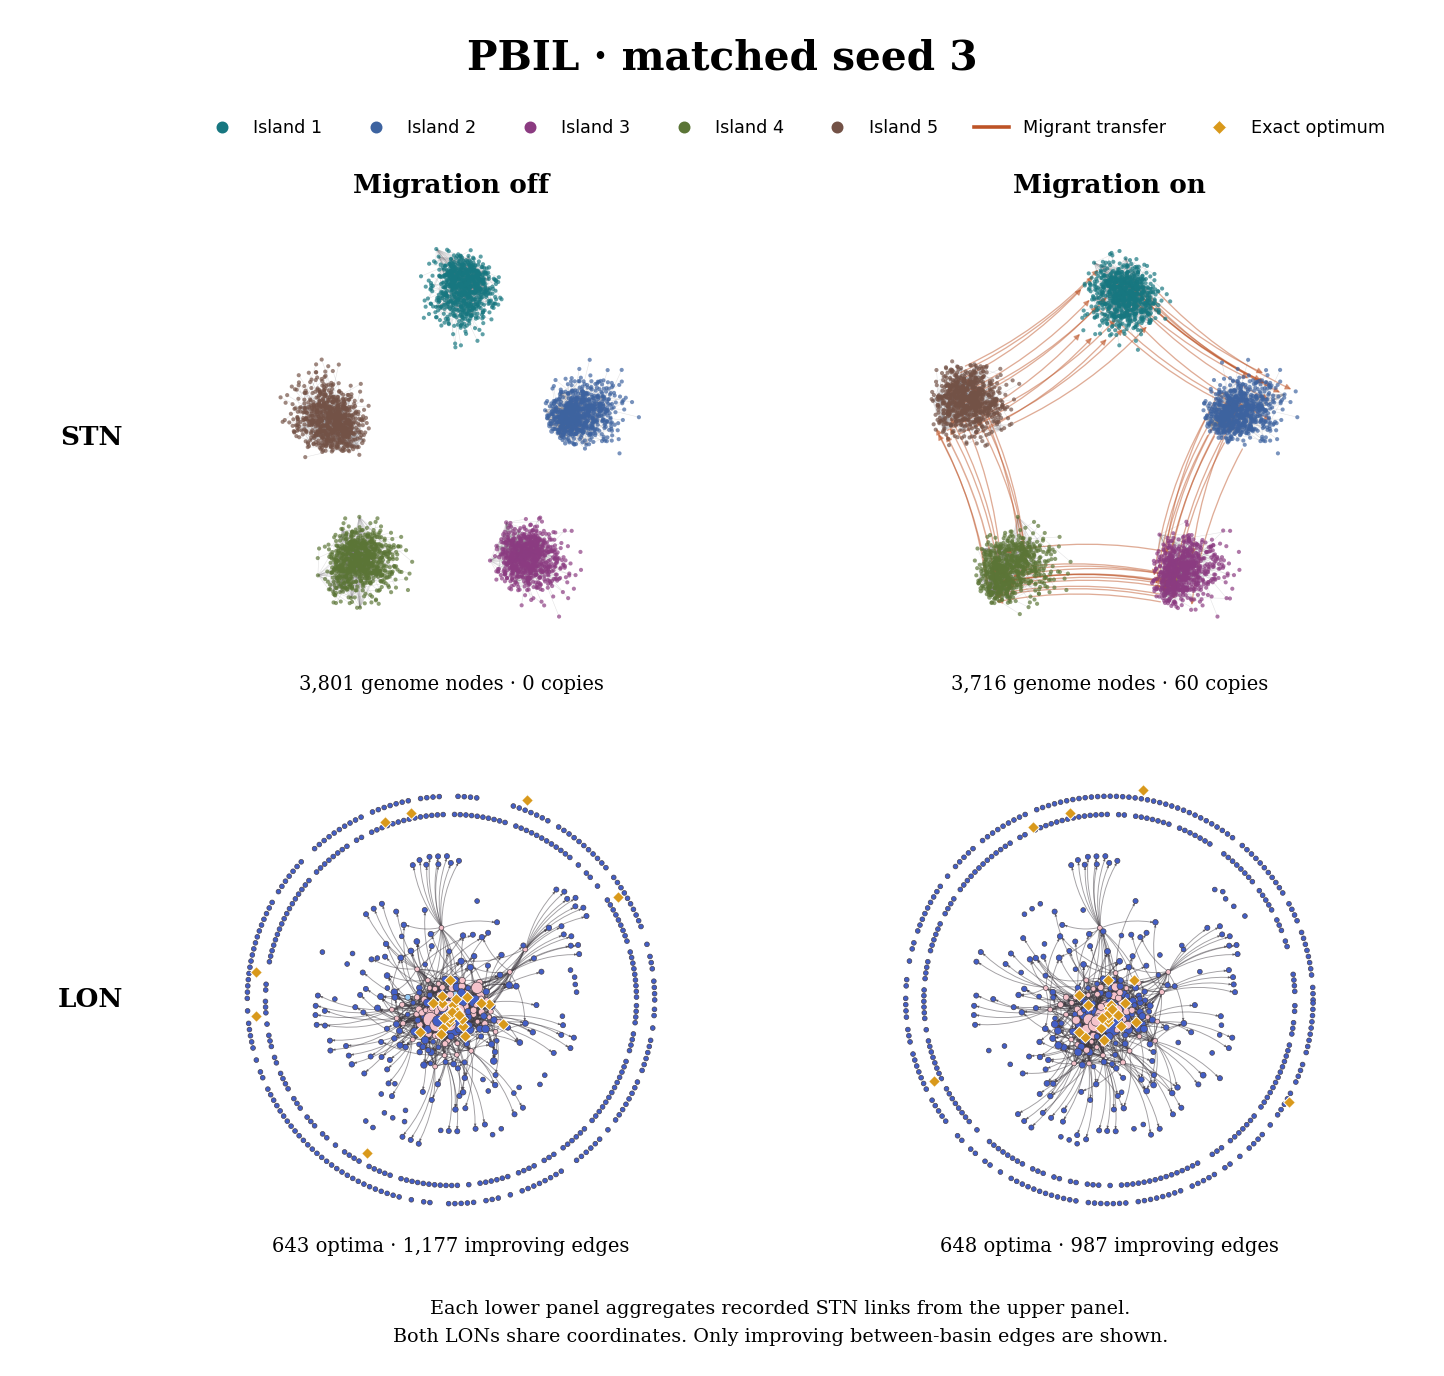 PBIL · matched seed 3
Island 1
Island 2
Island 3
Island 4
Island 5
Migrant transfer
Exact optimum
Migration off
Migration on
STN
3,801 genome nodes · 0 copies
3,716 genome nodes · 60 copies
LON
643 optima · 1,177 improving edges
648 optima · 987 improving edges
Each lower panel aggregates recorded STN links from the upper panel.
Both LONs share coordinates. Only improving between-basin edges are shown.